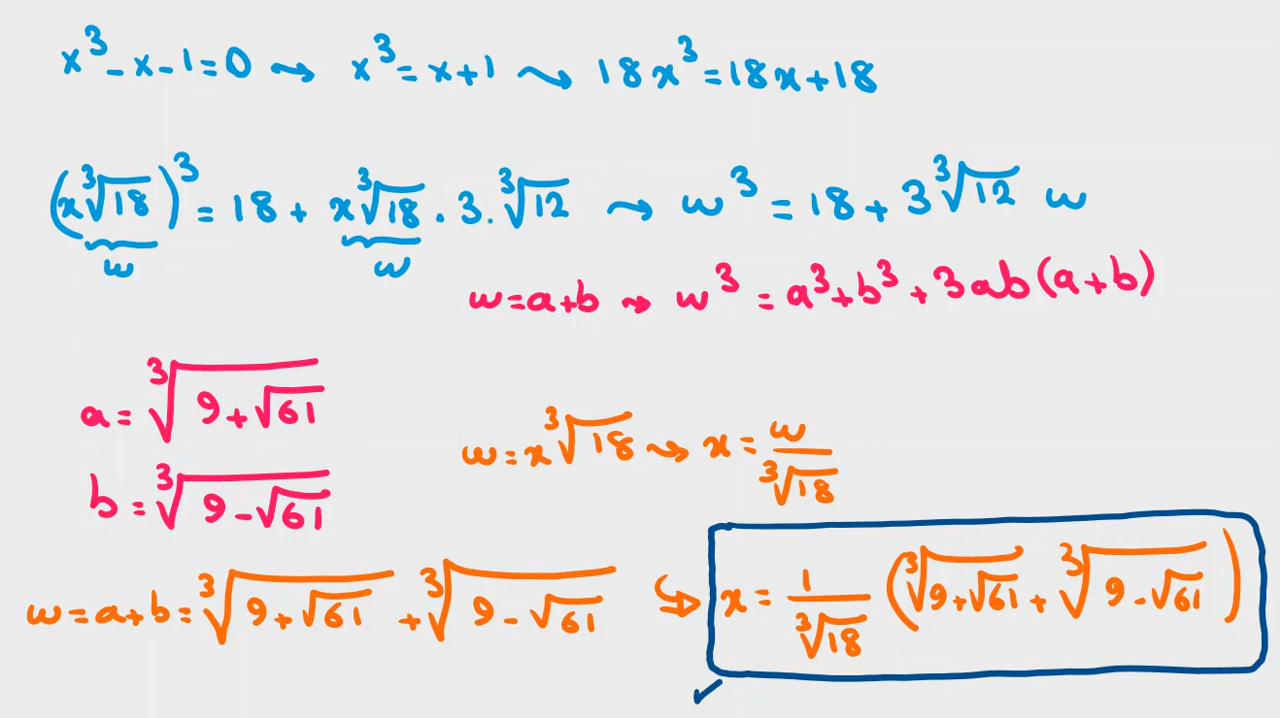 x³-x-1=0 ⇝ x³=x+1 ⇝ 18x³=18x+18
(x∛18)³ = 18 + x∛18 · 3 · ∛12 ⇝ w³ = 18 + 3∛12 w
w w
w=a+b ⇝ w³ = a³+b³+3ab(a+b)
a = ∛(9+√61)
w = x∛18 ⇝ x = w/∛18
b = ∛(9-√61)
w=a+b= ∛(9+√61) + ∛(9-√61) ↪ x = 1/∛18 (∛(9+√61) + ∛(9-√61))